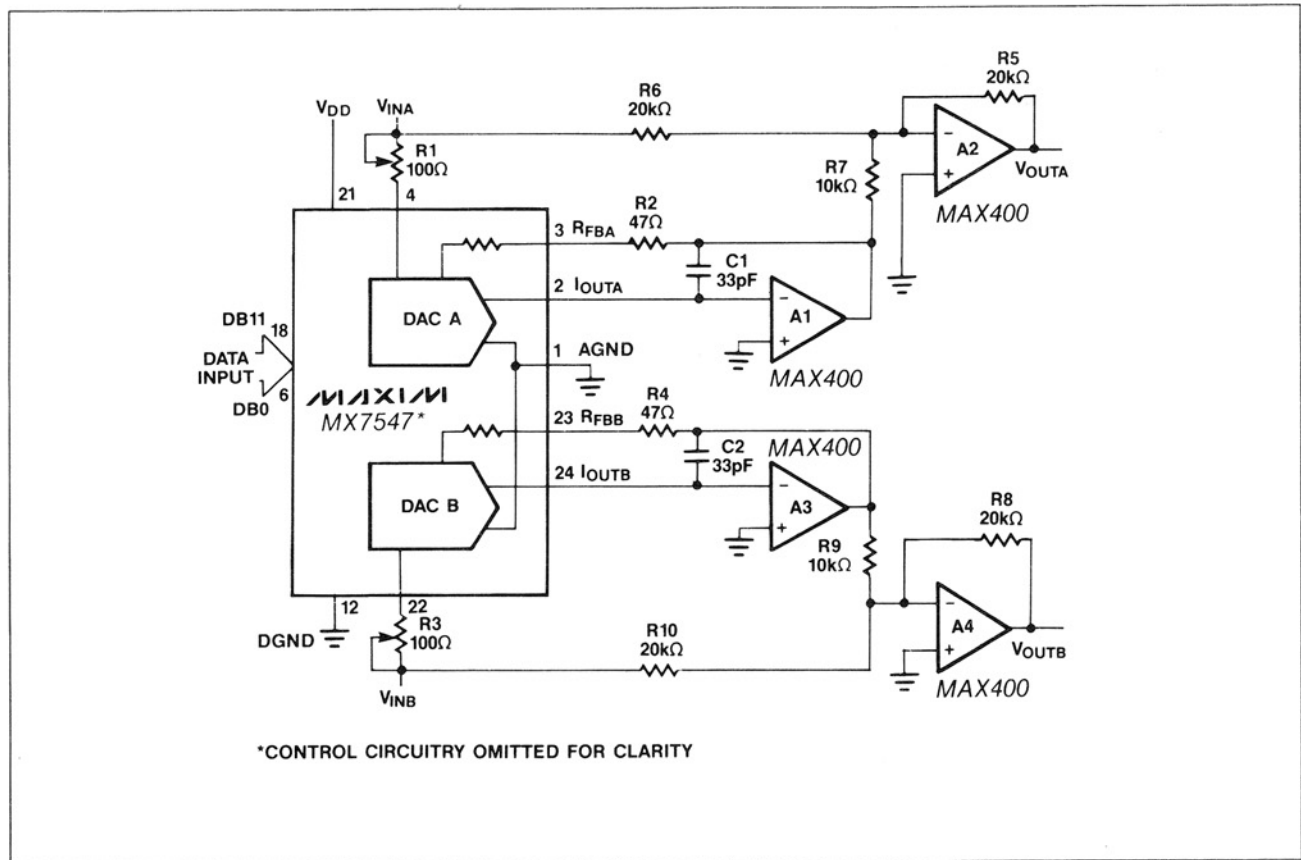 R5
20kΩ
R6
20kΩ
VDD
VINA
R1
100Ω
A2
VOUTA
R7
10kΩ
MAX400
21
4
R2
47Ω
3 RFBA
C1
33pF
2 IOUTA
A1
DAC A
DB11
18
DATA
INPUT
6
DB0
1 AGND
MAX400
MAXIM
MX7547*
R4
47Ω
23 RFBB
MAX400
C2
33pF
24 IOUTB
A3
DAC B
R8
20kΩ
R9
10kΩ
12
22
DGND
R3
100Ω
R10
20kΩ
A4
VOUTB
VINB
MAX400
*CONTROL CIRCUITRY OMITTED FOR CLARITY